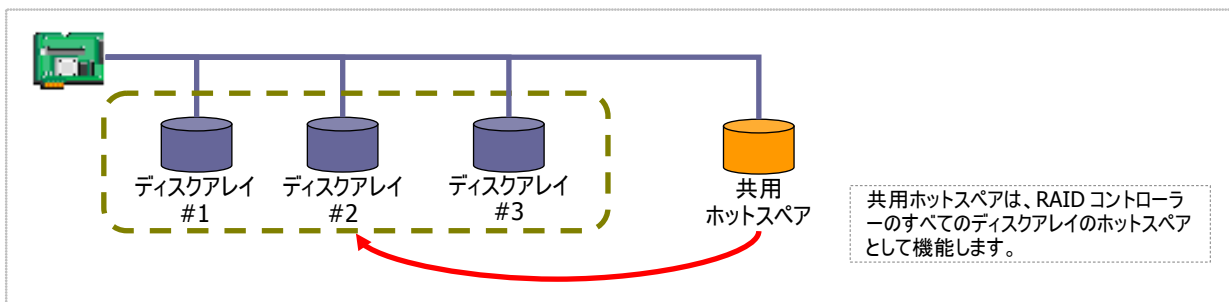 ディスクアレイ
#1
ディスクアレイ
#2
ディスクアレイ
#3
共用
ホットスペア
共用ホットスペアは、RAID コントローラ
ーのすべてのディスクアレイのホットスペア
として機能します。